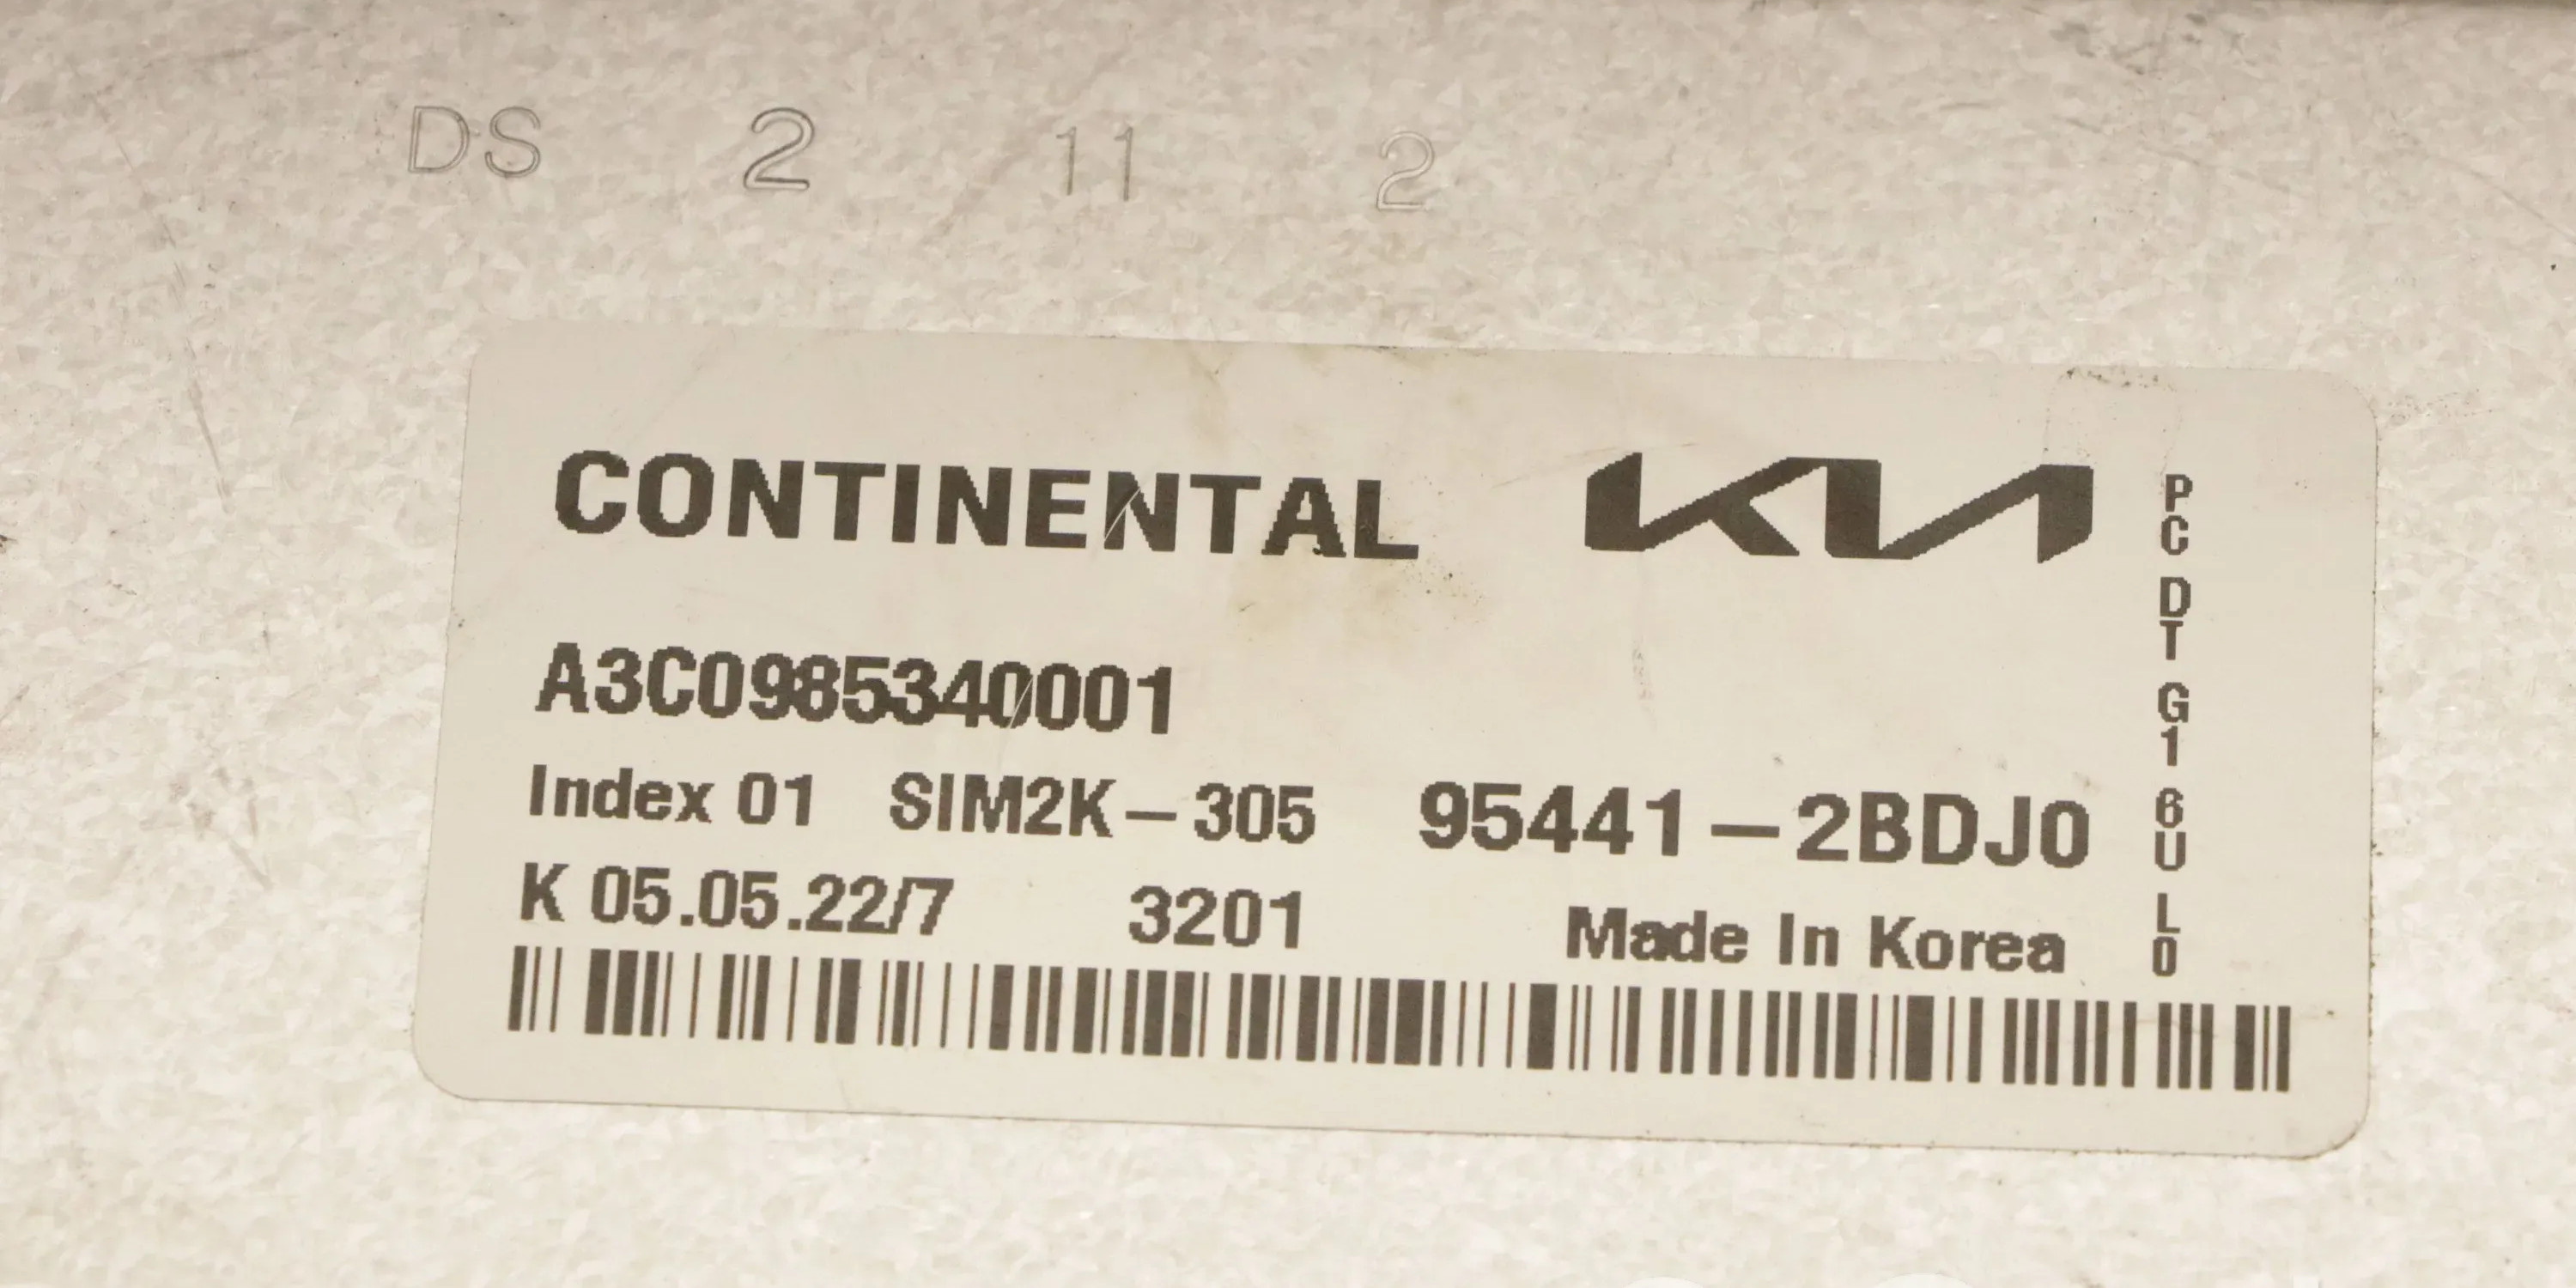 DS 2 11 2
CONTINENTAL KIA
A3C0985340001
Index 01 SIM2K-305 95441-2BDJ0
K 05.05.22/7 3201 Made In Korea
PC DT G1 6U L0